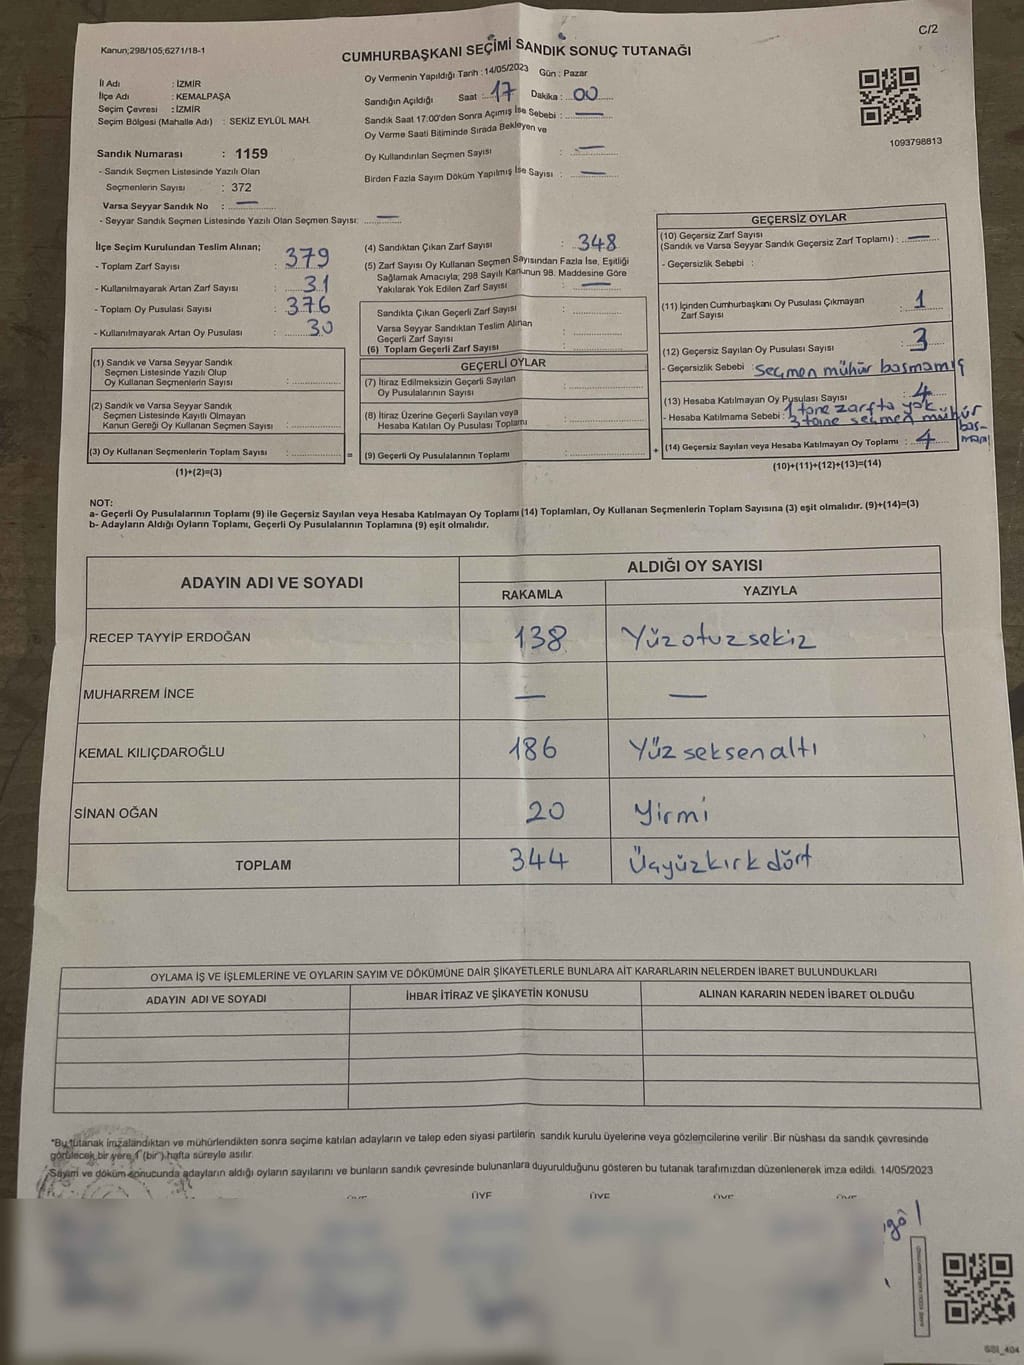 Kanun;298/105;6271/18-1
C/2
CUMHURBAŞKANI SEÇİMİ SANDIK SONUÇ TUTANAĞI
İl Adı : İZMİR
İlçe Adı : KEMALPAŞA
Seçim Çevresi : İZMİR
Seçim Bölgesi (Mahalle Adı) : SEKİZ EYLÜL MAH.
Oy Vermenin Yapıldığı Tarih : 14/05/2023 Gün : Pazar
Sandığın Açıldığı Saat : 17 Dakika : 00
Sandık Saat 17:00'den Sonra Açımış İse Sebebi : —
Oy Verme Saati Bitiminde Sırada Bekleyen ve
Oy Kullandırılan Seçmen Sayısı : —
Birden Fazla Sayım Döküm Yapılmış İse Sayısı : —
1093798813
Sandık Numarası : 1159
- Sandık Seçmen Listesinde Yazılı Olan
Seçmenlerin Sayısı : 372
Varsa Seyyar Sandık No : —
- Seyyar Sandık Seçmen Listesinde Yazılı Olan Seçmen Sayısı: —
İlçe Seçim Kurulundan Teslim Alınan;
- Toplam Zarf Sayısı : 379
- Kullanılmayarak Artan Zarf Sayısı : 31
- Toplam Oy Pusulası Sayısı : 376
- Kullanılmayarak Artan Oy Pusulası : 30
(1) Sandık ve Varsa Seyyar Sandık
Seçmen Listesinde Yazılı Olup
Oy Kullanan Seçmenlerin Sayısı :
(2) Sandık ve Varsa Seyyar Sandık
Seçmen Listesinde Kayıtlı Olmayan
Kanun Gereği Oy Kullanan Seçmen Sayısı :
(3) Oy Kullanan Seçmenlerin Toplam Sayısı :
(1)+(2)=(3)
(4) Sandıktan Çıkan Zarf Sayısı : 348
(5) Zarf Sayısı Oy Kullanan Seçmen Sayısından Fazla İse, Eşitliği
Sağlamak Amacıyla; 298 Sayılı Kanunun 98. Maddesine Göre
Yakılarak Yok Edilen Zarf Sayısı : —
Sandıkta Çıkan Geçerli Zarf Sayısı :
Varsa Seyyar Sandıktan Teslim Alınan
Geçerli Zarf Sayısı :
(6) Toplam Geçerli Zarf Sayısı :
GEÇERLİ OYLAR
(7) İtiraz Edilmeksizin Geçerli Sayılan
Oy Pusulalarının Sayısı :
(8) İtiraz Üzerine Geçerli Sayılan veya
Hesaba Katılan Oy Pusulası Toplamı :
= (9) Geçerli Oy Pusulalarının Toplamı :
GEÇERSİZ OYLAR
(10) Geçersiz Zarf Sayısı
(Sandık ve Varsa Seyyar Sandık Geçersiz Zarf Toplamı) : —
- Geçersizlik Sebebi :
(11) İçinden Cumhurbaşkanı Oy Pusulası Çıkmayan
Zarf Sayısı : 1
(12) Geçersiz Sayılan Oy Pusulası Sayısı : 3
- Geçersizlik Sebebi : Seçmen mühür basmamış
(13) Hesaba Katılmayan Oy Pusulası Sayısı : 4
- Hesaba Katılmama Sebebi : 1 tane zarfta yok
3 tane seçmen mühür
bas-
mamı
+ (14) Geçersiz Sayılan veya Hesaba Katılmayan Oy Toplamı : 4
(10)+(11)+(12)+(13)=(14)
NOT:
a- Geçerli Oy Pusulalarının Toplamı (9) ile Geçersiz Sayılan veya Hesaba Katılmayan Oy Toplamı (14) Toplamları, Oy Kullanan Seçmenlerin Toplam Sayısına (3) eşit olmalıdır. (9)+(14)=(3)
b- Adayların Aldığı Oyların Toplamı, Geçerli Oy Pusulalarının Toplamına (9) eşit olmalıdır.
ADAYIN ADI VE SOYADI ALDIĞI OY SAYISI
RAKAMLA YAZIYLA
RECEP TAYYİP ERDOĞAN 138 Yüzotuzsekiz
MUHARREM İNCE — —
KEMAL KILIÇDAROĞLU 186 Yüz seksenaltı
SİNAN OĞAN 20 Yirmi
TOPLAM 344 Üçyüzkırk dört
OYLAMA İŞ VE İŞLEMLERİNE VE OYLARIN SAYIM VE DÖKÜMÜNE DAİR ŞİKAYETLERLE BUNLARA AİT KARARLARIN NELERDEN İBARET BULUNDUKLARI
ADAYIN ADI VE SOYADI İHBAR İTİRAZ VE ŞİKAYETİN KONUSU ALINAN KARARIN NEDEN İBARET OLDUĞU
"Bu tutanak imzalandıktan ve mühürlendikten sonra seçime katılan adayların ve talep eden siyasi partilerin sandık kurulu üyelerine veya gözlemcilerine verilir. Bir nüshası da sandık çevresinde
görülecek bir yere 1 (bir) hafta süreyle asılır.
Sayım ve döküm sonucunda adayların aldığı oyların sayılarını ve bunların sandık çevresinde bulunanlara duyurulduğunu gösteren bu tutanak tarafımızdan düzenlenerek imza edildi. 14/05/2023
ÜYE ÜYE ÜYE ÜYE ÜYE